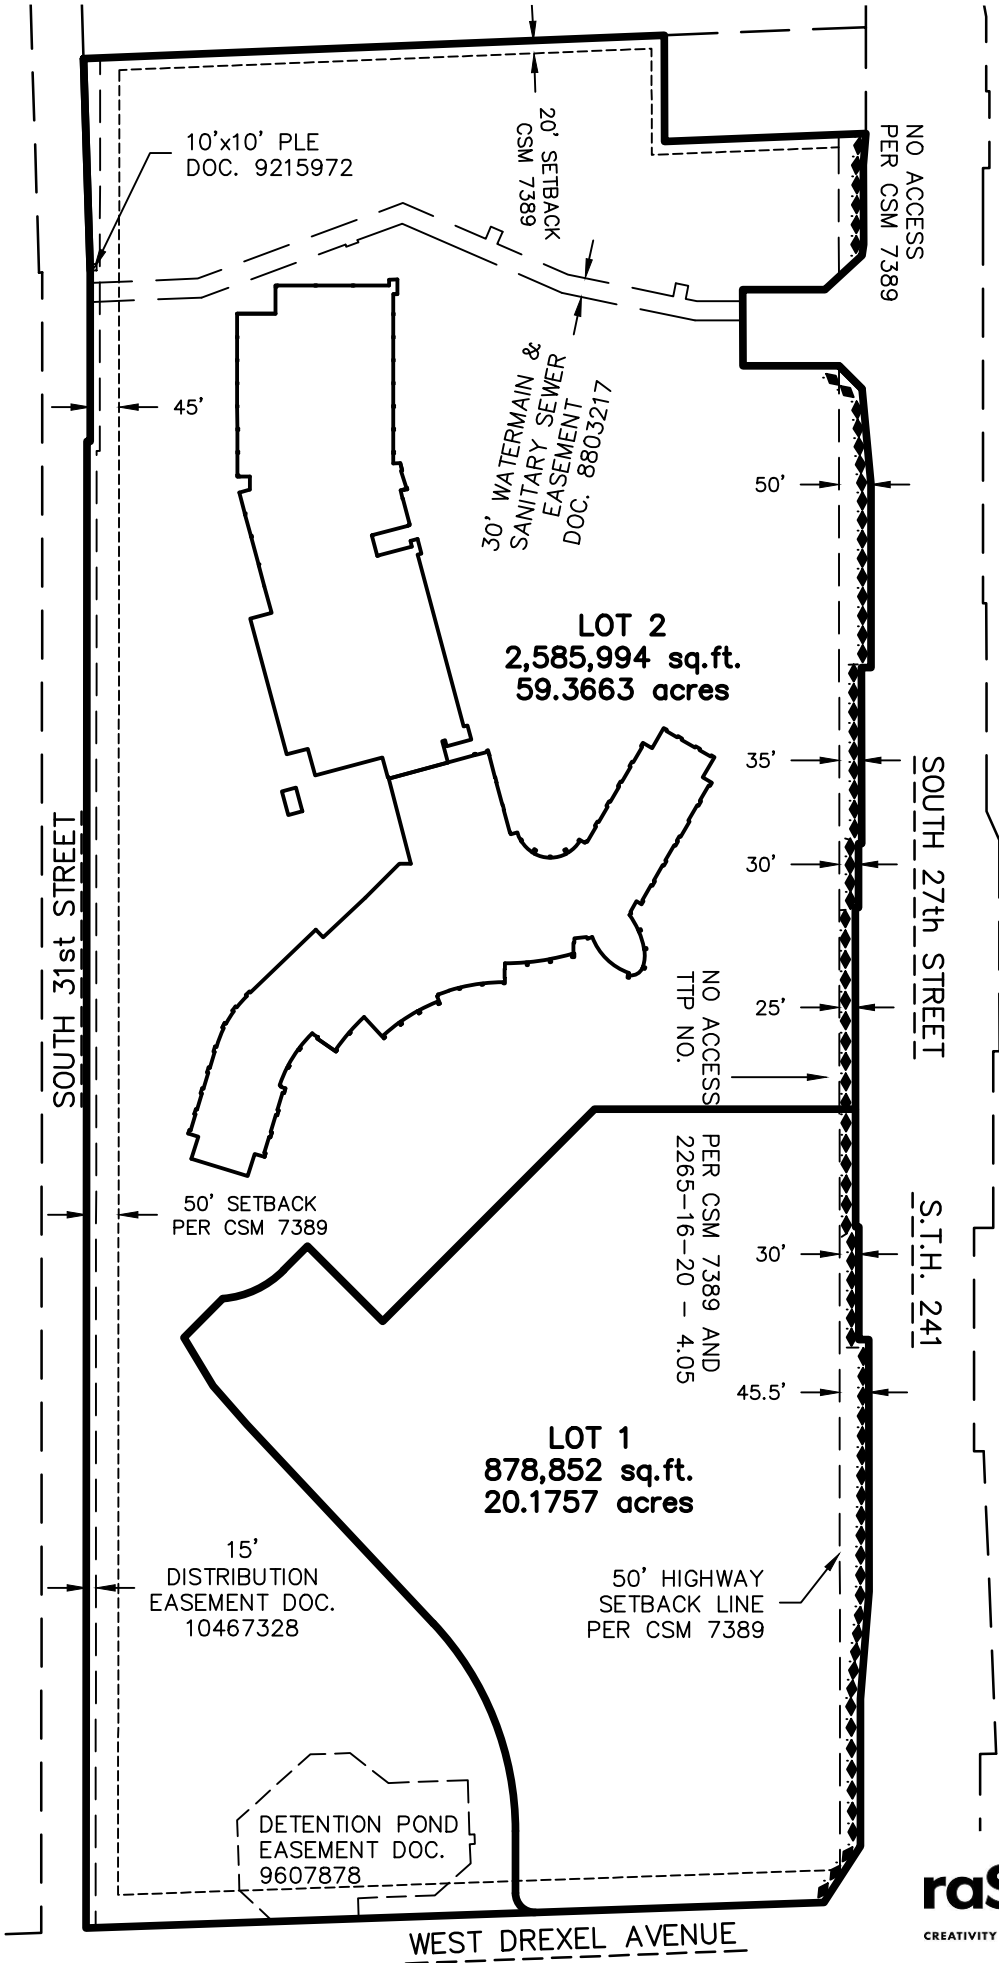 10'x10' PLE
DOC. 9215972
20' SETBACK
CSM 7389
NO ACCESS
PER CSM 7389
30' WATERMAIN &
SANITARY SEWER
EASEMENT
DOC. 8803217
45'
50'
LOT 2
2,585,994 sq.ft.
59.3663 acres
35'
30'
25'
SOUTH 31st STREET
SOUTH 27th STREET
S.T.H. 241
NO ACCESS PER CSM 7389 AND
TTP NO. 2265-16-20 - 4.05
50' SETBACK
PER CSM 7389
30'
45.5'
LOT 1
878,852 sq.ft.
20.1757 acres
15'
DISTRIBUTION
EASEMENT DOC.
10467328
50' HIGHWAY
SETBACK LINE
PER CSM 7389
DETENTION POND
EASEMENT DOC.
9607878
WEST DREXEL AVENUE
CREATIVITY